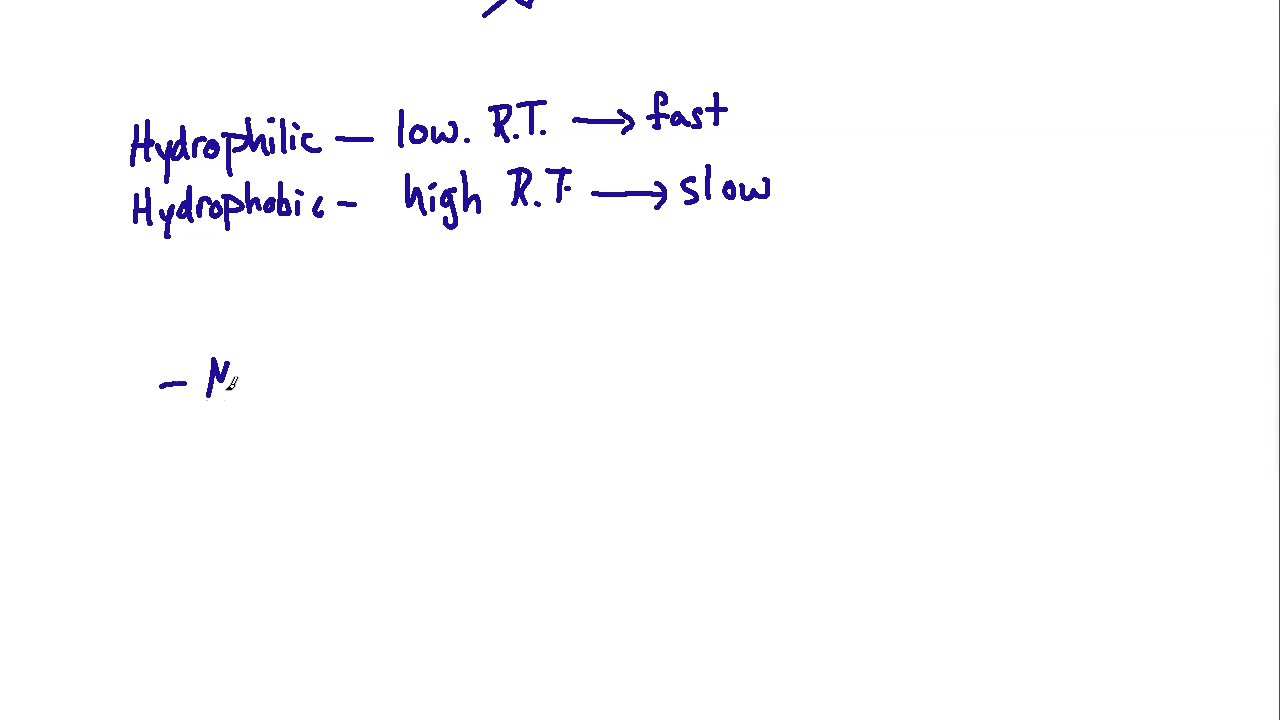 Hydrophilic — low. R.T. → fast
Hydrophobic - high R.T. → slow
- N